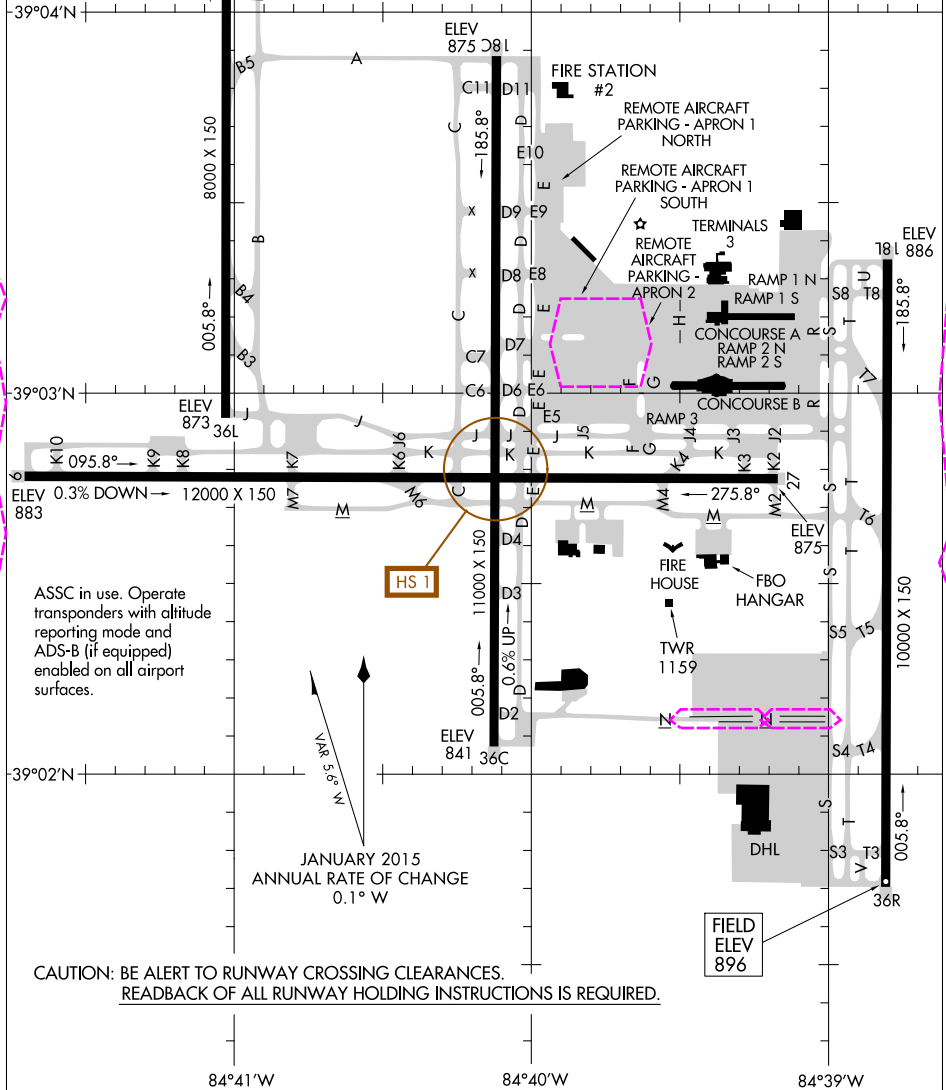 39°04'N
ELEV
875
18C
B5
A
C11
D11
FIRE STATION
#2
REMOTE AIRCRAFT
PARKING - APRON 1
NORTH
8000 X 150
C
185.8°
D
E10
REMOTE AIRCRAFT
PARKING - APRON 1
SOUTH
E
X
D9
E9
TERMINALS
3
ELEV
886
18L
B
D
REMOTE
AIRCRAFT
PARKING -
APRON 2
X
D8
E8
RAMP 1 N
RAMP 1 S
S8
T8
U
B4
005.8°
C
D
E
H
CONCOURSE A
RAMP 2 N
RAMP 2 S
R
S
T
185.8°
B3
C7
D7
39°03'N
C6
D6
E6
E
F
G
CONCOURSE B
R
T7
ELEV
873
36L
J
J
D
E
E5
RAMP 3
J6
J
J
J
J5
F
G
J4
J3
J2
K10
K9
K8
K7
K6
K
K
E
K
K4
K
K3
K2
095.8°
6
27
ELEV
883
0.3% DOWN
12000 X 150
M7
M
M6
C
E
M4
275.8°
M2
M
S
T
D
D4
T6
ELEV
875
HS 1
11000 X 150
FIRE
HOUSE
FBO
HANGAR
T
S
ASSC in use. Operate
transponders with altitude
reporting mode and
ADS-B (if equipped)
enabled on all airport
surfaces.
D3
TWR
1159
S5
T5
10000 X 150
005.8°
0.6% UP
D
D2
N
N
ELEV
841
36C
S4
T4
39°02'N
VAR 5.6° W
S
T
005.8°
DHL
S3
T3
V
JANUARY 2015
ANNUAL RATE OF CHANGE
0.1° W
36R
FIELD
ELEV
896
CAUTION: BE ALERT TO RUNWAY CROSSING CLEARANCES.
READBACK OF ALL RUNWAY HOLDING INSTRUCTIONS IS REQUIRED.
84°41'W
84°40'W
84°39'W